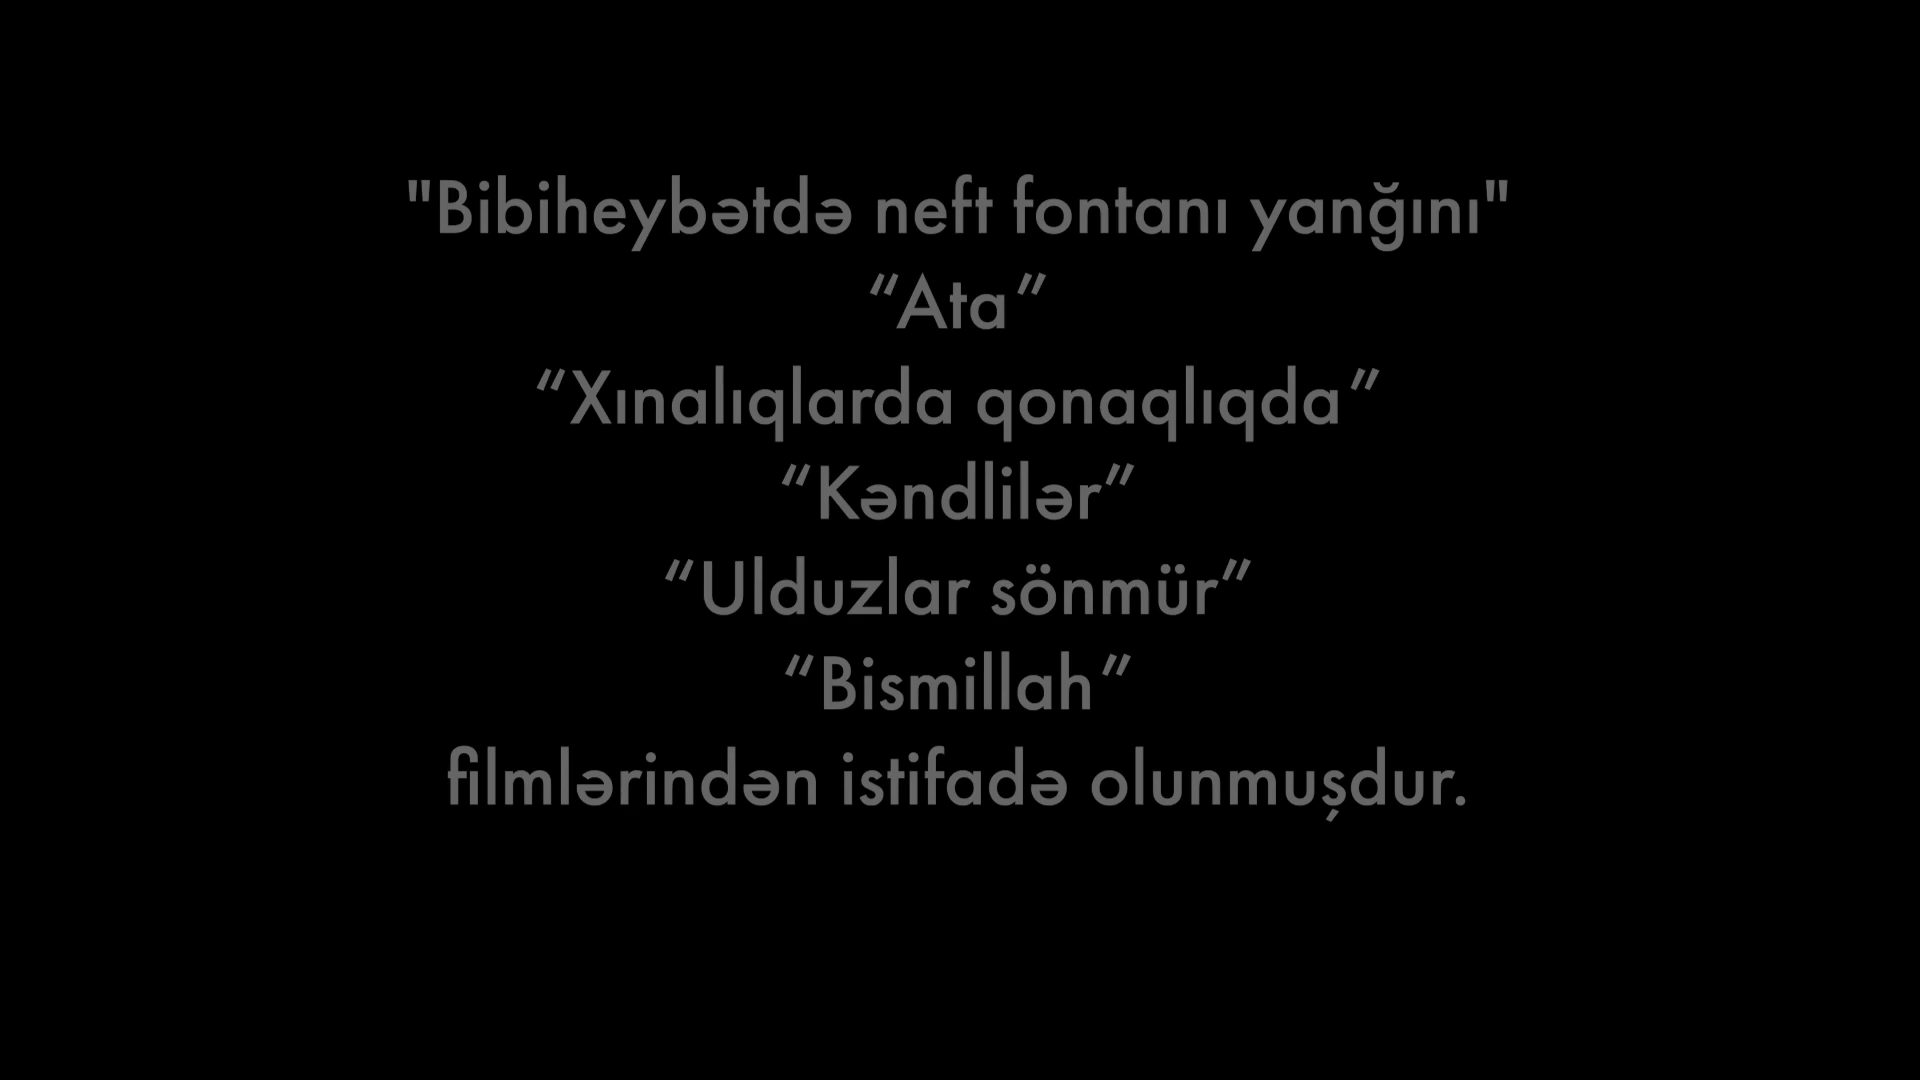 "Bibiheybətdə neft fontanı yanğını"
“Ata”
“Xınalıqlarda qonaqlıqda”
“Kəndlilər”
“Ulduzlar sönmür”
“Bismillah”
filmlərindən istifadə olunmuşdur.